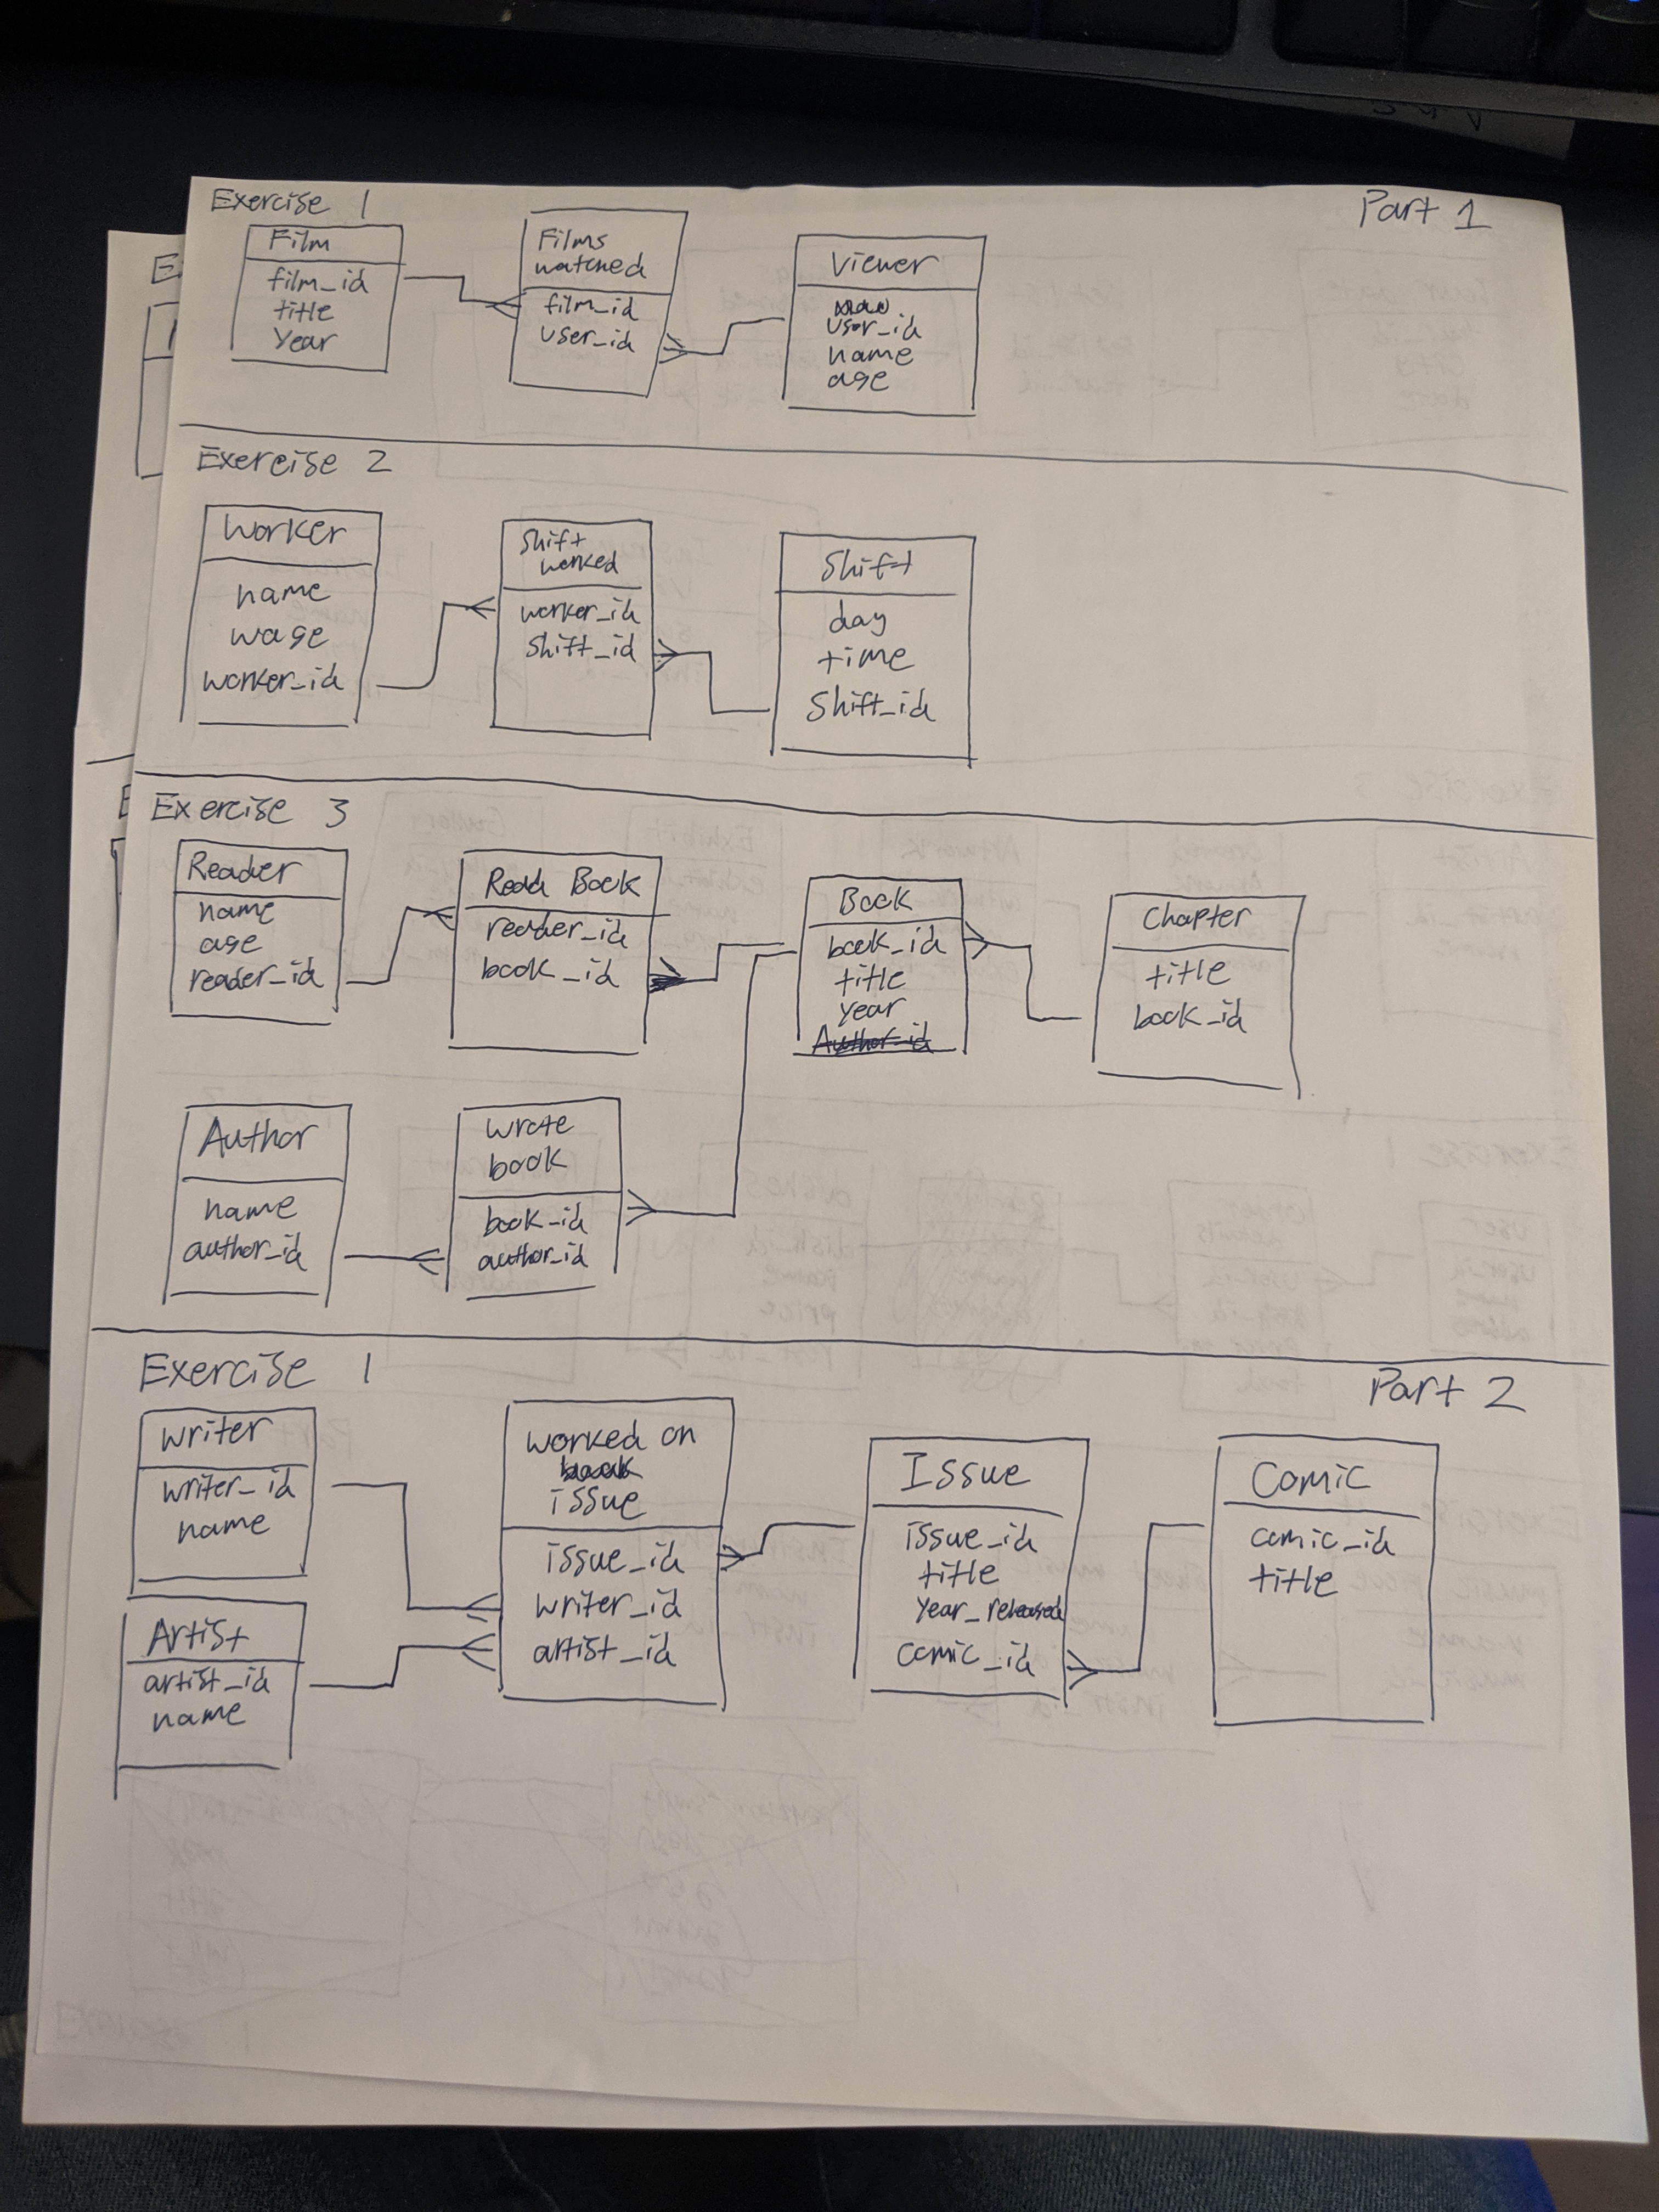 Part 1
Exercise 1
Film
film_id
title
Year
Films
watched
film_id
user_id
Viewer
user_id
name
age
Exercise 2
Worker
name
wage
worker_id
Shift
worked
worker_id
Shift_id
Shift
day
time
Shift_id
Exercise 3
Reader
name
age
reader_id
Read Book
reader_id
book_id
Book
book_id
title
year
Author_id
Chapter
title
book_id
Author
name
author_id
wrote
book
book_id
author_id
Part 2
Exercise 1
Writer
writer_id
name
Artist
artist_id
name
Worked on
book
issue
issue_id
writer_id
artist_id
Issue
issue_id
title
year_released
comic_id
Comic
comic_id
title